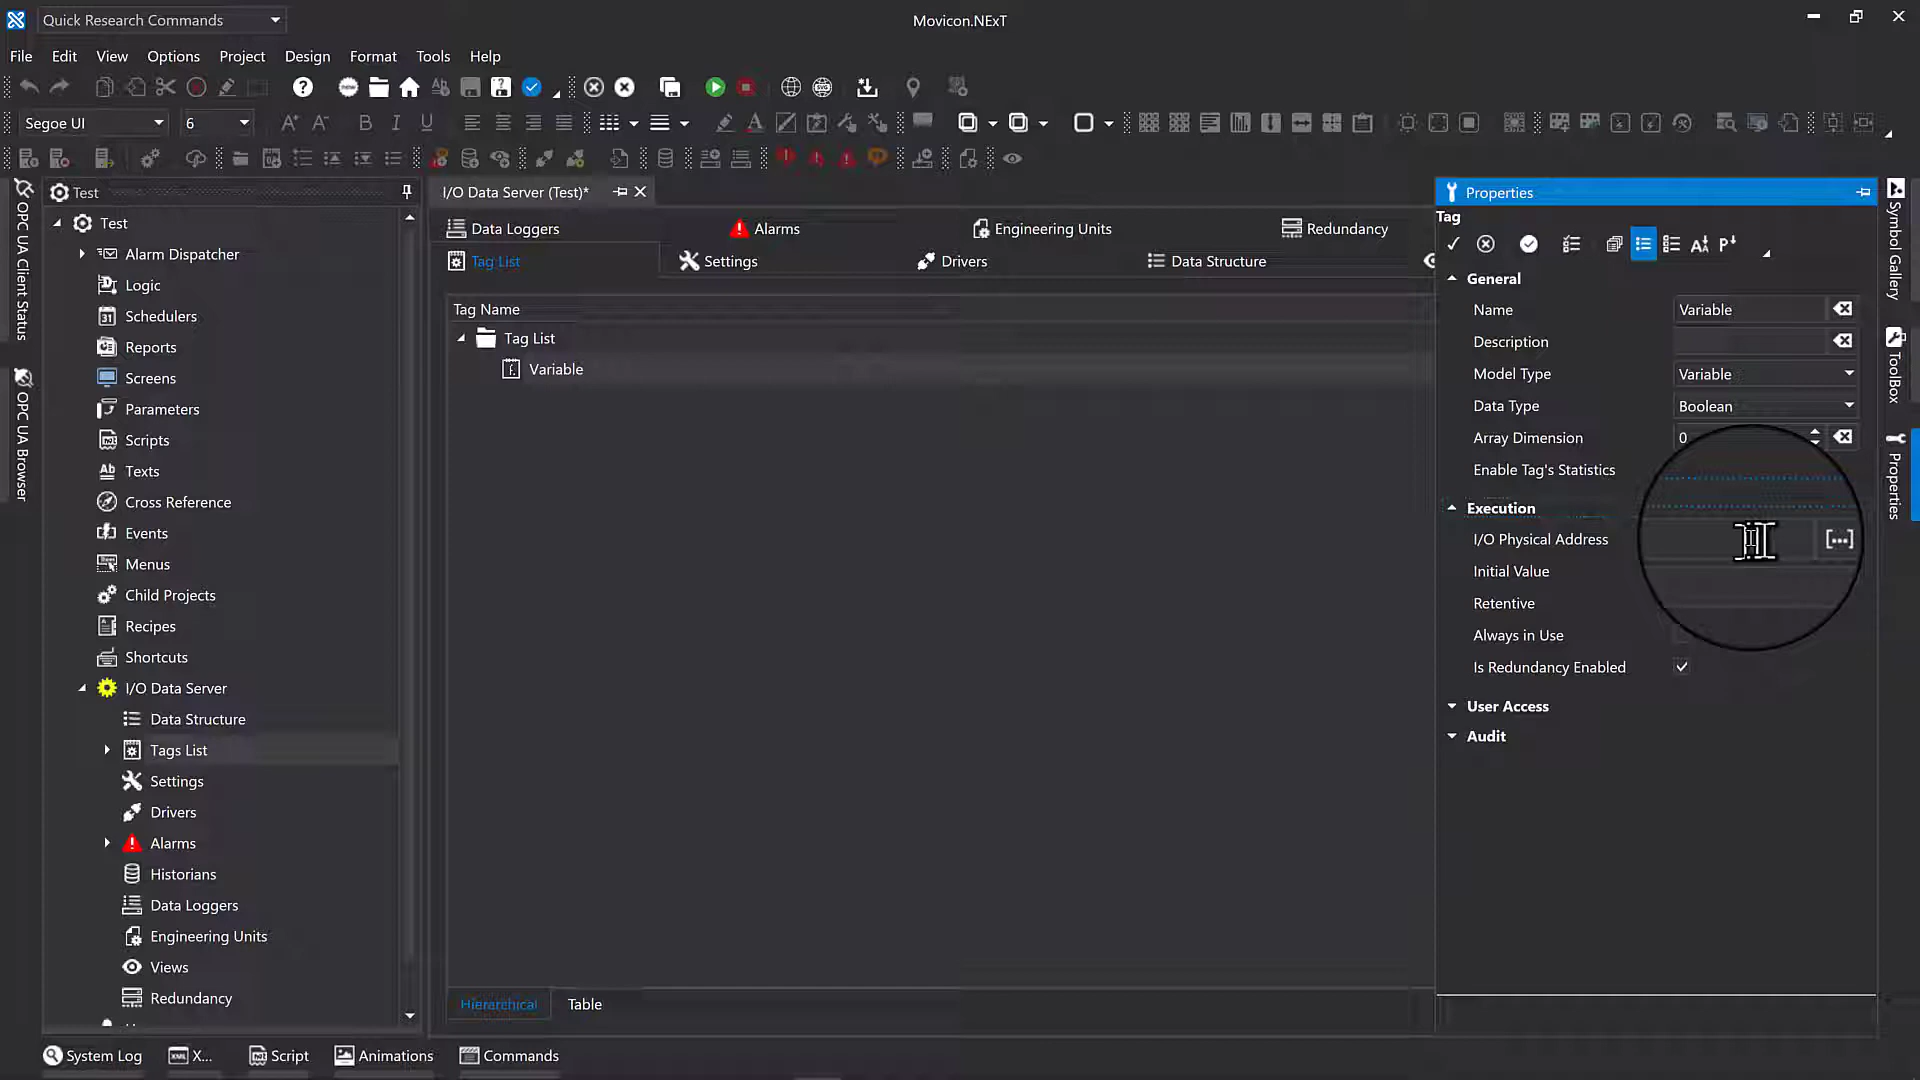 Quick Research Commands
Movicon.NExT
File Edit View Options Project Design Format Tools Help
Segoe UI 6
OPC UA Client Status
OPC UA Browser
Test
Test
Alarm Dispatcher
Logic
Schedulers
Reports
Screens
Parameters
Scripts
Texts
Cross Reference
Events
Menus
Child Projects
Recipes
Shortcuts
I/O Data Server
Data Structure
Tags List
Settings
Drivers
Alarms
Historians
Data Loggers
Engineering Units
Views
Redundancy
I/O Data Server (Test)*
Data Loggers Alarms Engineering Units Redundancy
Tag List Settings Drivers Data Structure
Tag Name
Tag List
Variable
Hierarchical Table
Properties
Tag
General
Name Variable
Description
Model Type Variable
Data Type Boolean
Array Dimension 0
Enable Tag's Statistics
Execution
I/O Physical Address
Initial Value
Retentive
Always in Use
Is Redundancy Enabled
User Access
Audit
Symbol Gallery
ToolBox
Properties
System Log X... Script Animations Commands